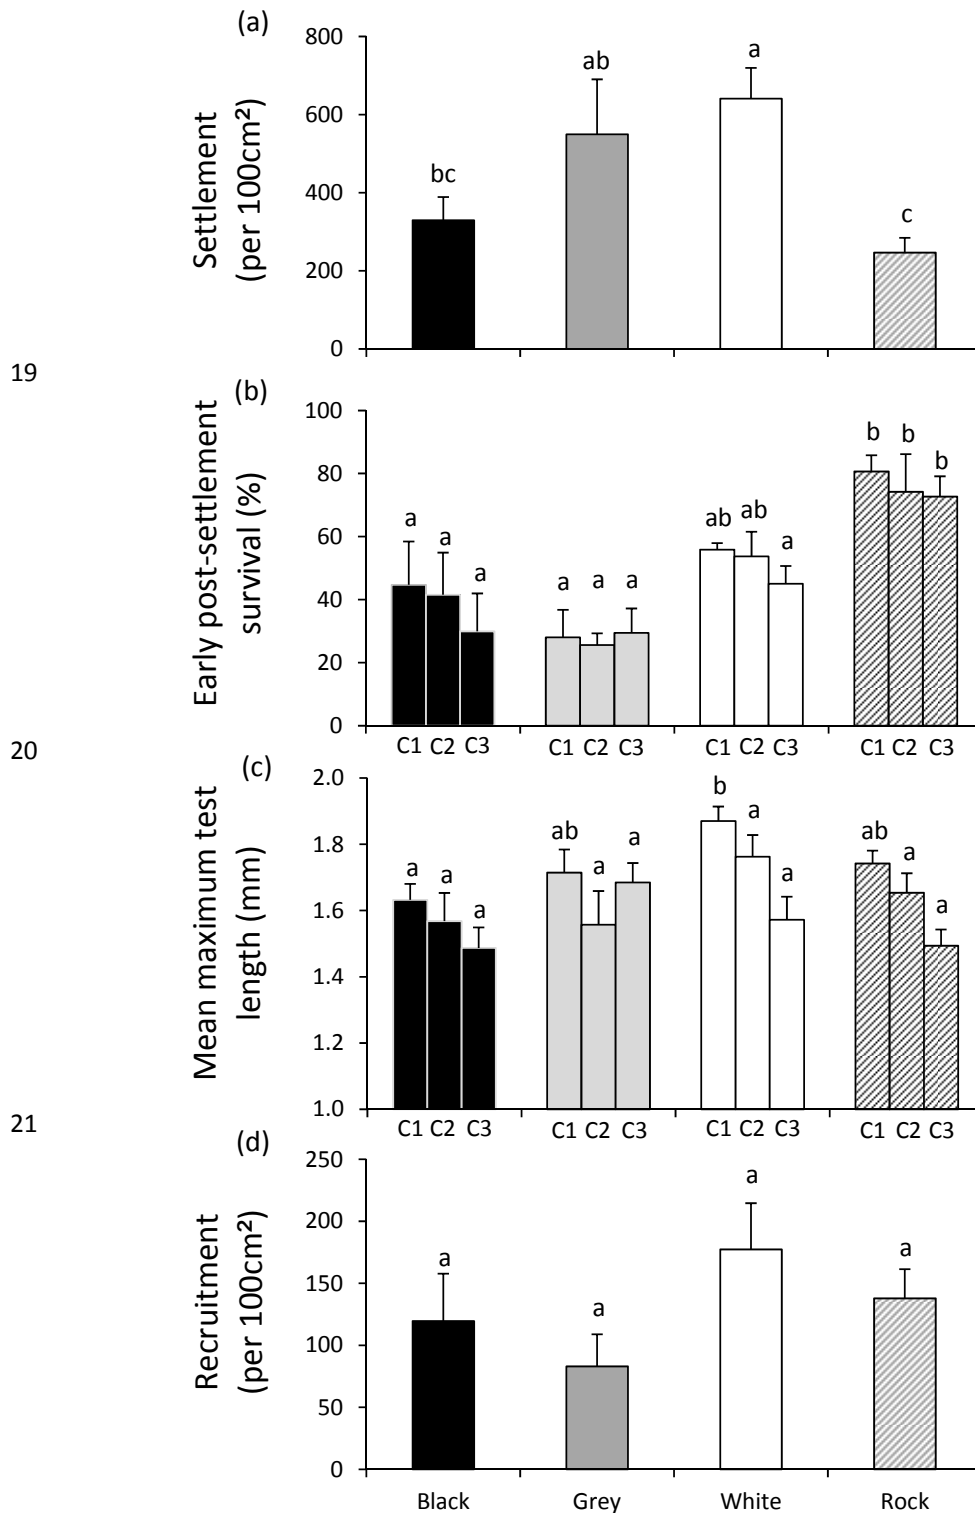 (a)
Settlement
(per 100cm²)
800
600
400
200
0
bc
ab
a
c
19
(b)
Early post-settlement
survival (%)
100
80
60
40
20
0
a
a
a
a
a
a
ab
ab
a
b
b
b
C1 C2 C3
C1 C2 C3
C1 C2 C3
C1 C2 C3
20
(c)
Mean maximum test
length (mm)
2.0
1.8
1.6
1.4
1.2
1.0
a
a
a
ab
a
a
b
a
a
ab
a
a
C1 C2 C3
C1 C2 C3
C1 C2 C3
C1 C2 C3
21
(d)
Recruitment
(per 100cm²)
250
200
150
100
50
0
a
a
a
a
Black Grey White Rock